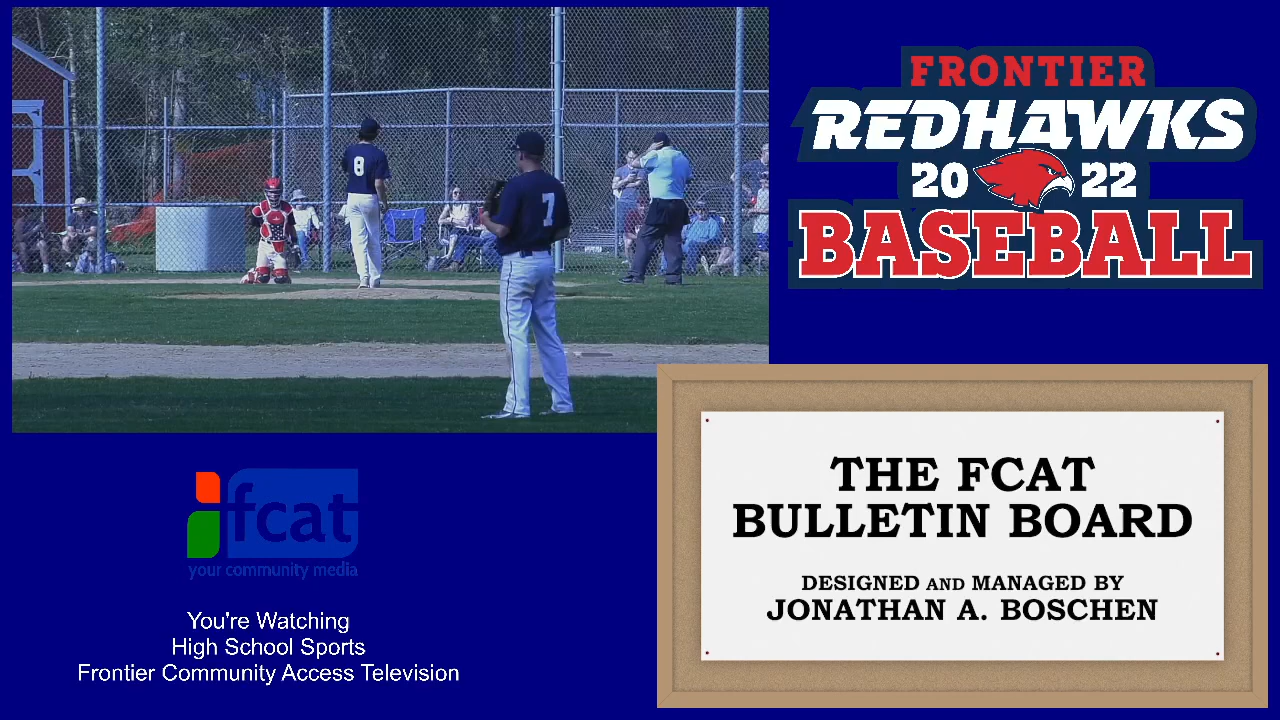 8
7
FRONTIER
REDHAWKS
20 22
BASEBALL
THE FCAT
BULLETIN BOARD
DESIGNED AND MANAGED BY
JONATHAN A. BOSCHEN
fcat
your community media
You're Watching
High School Sports
Frontier Community Access Television